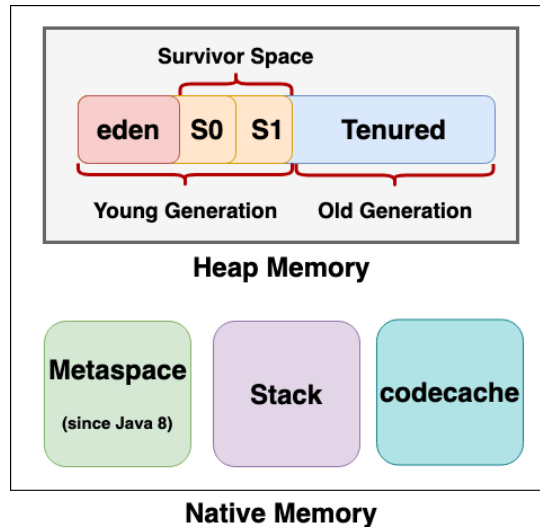 Survivor Space
eden S0 S1 Tenured
Young Generation Old Generation
Heap Memory
Metaspace
(since Java 8)
Stack
codecache
Native Memory